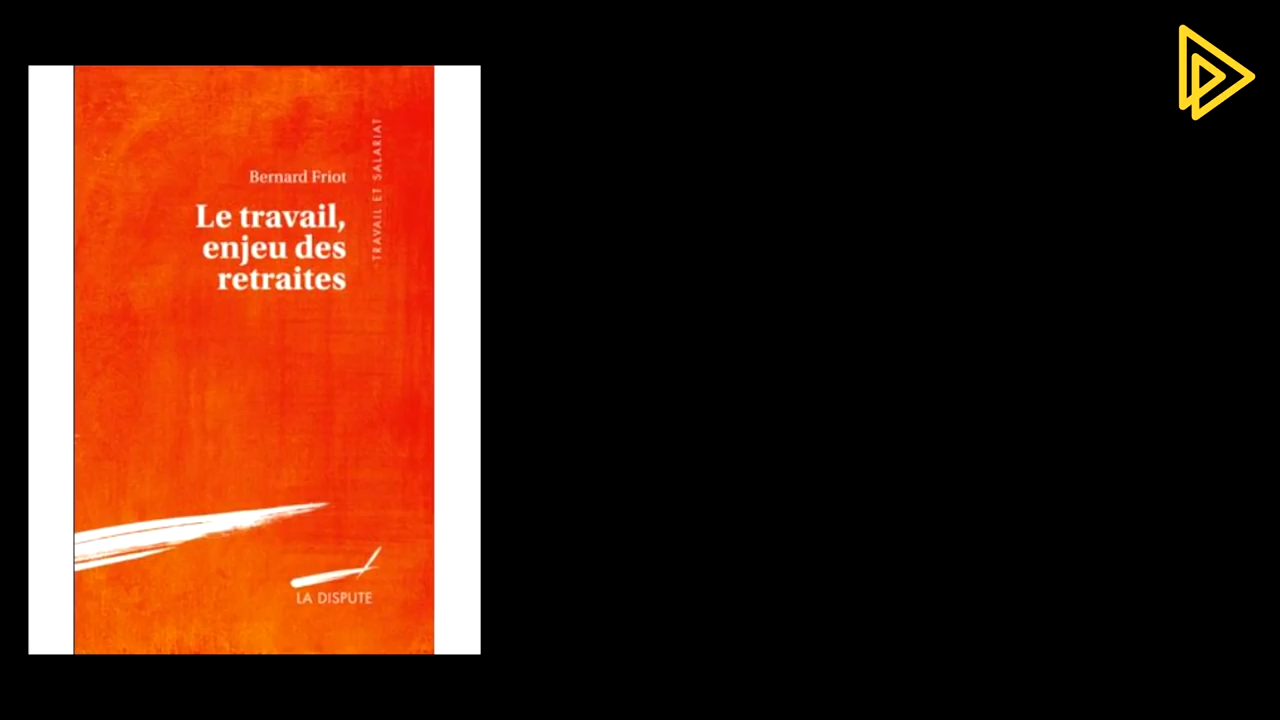 Bernard Friot
Le travail,
enjeu des
retraites
TRAVAIL ET SALARIAT
LA DISPUTE